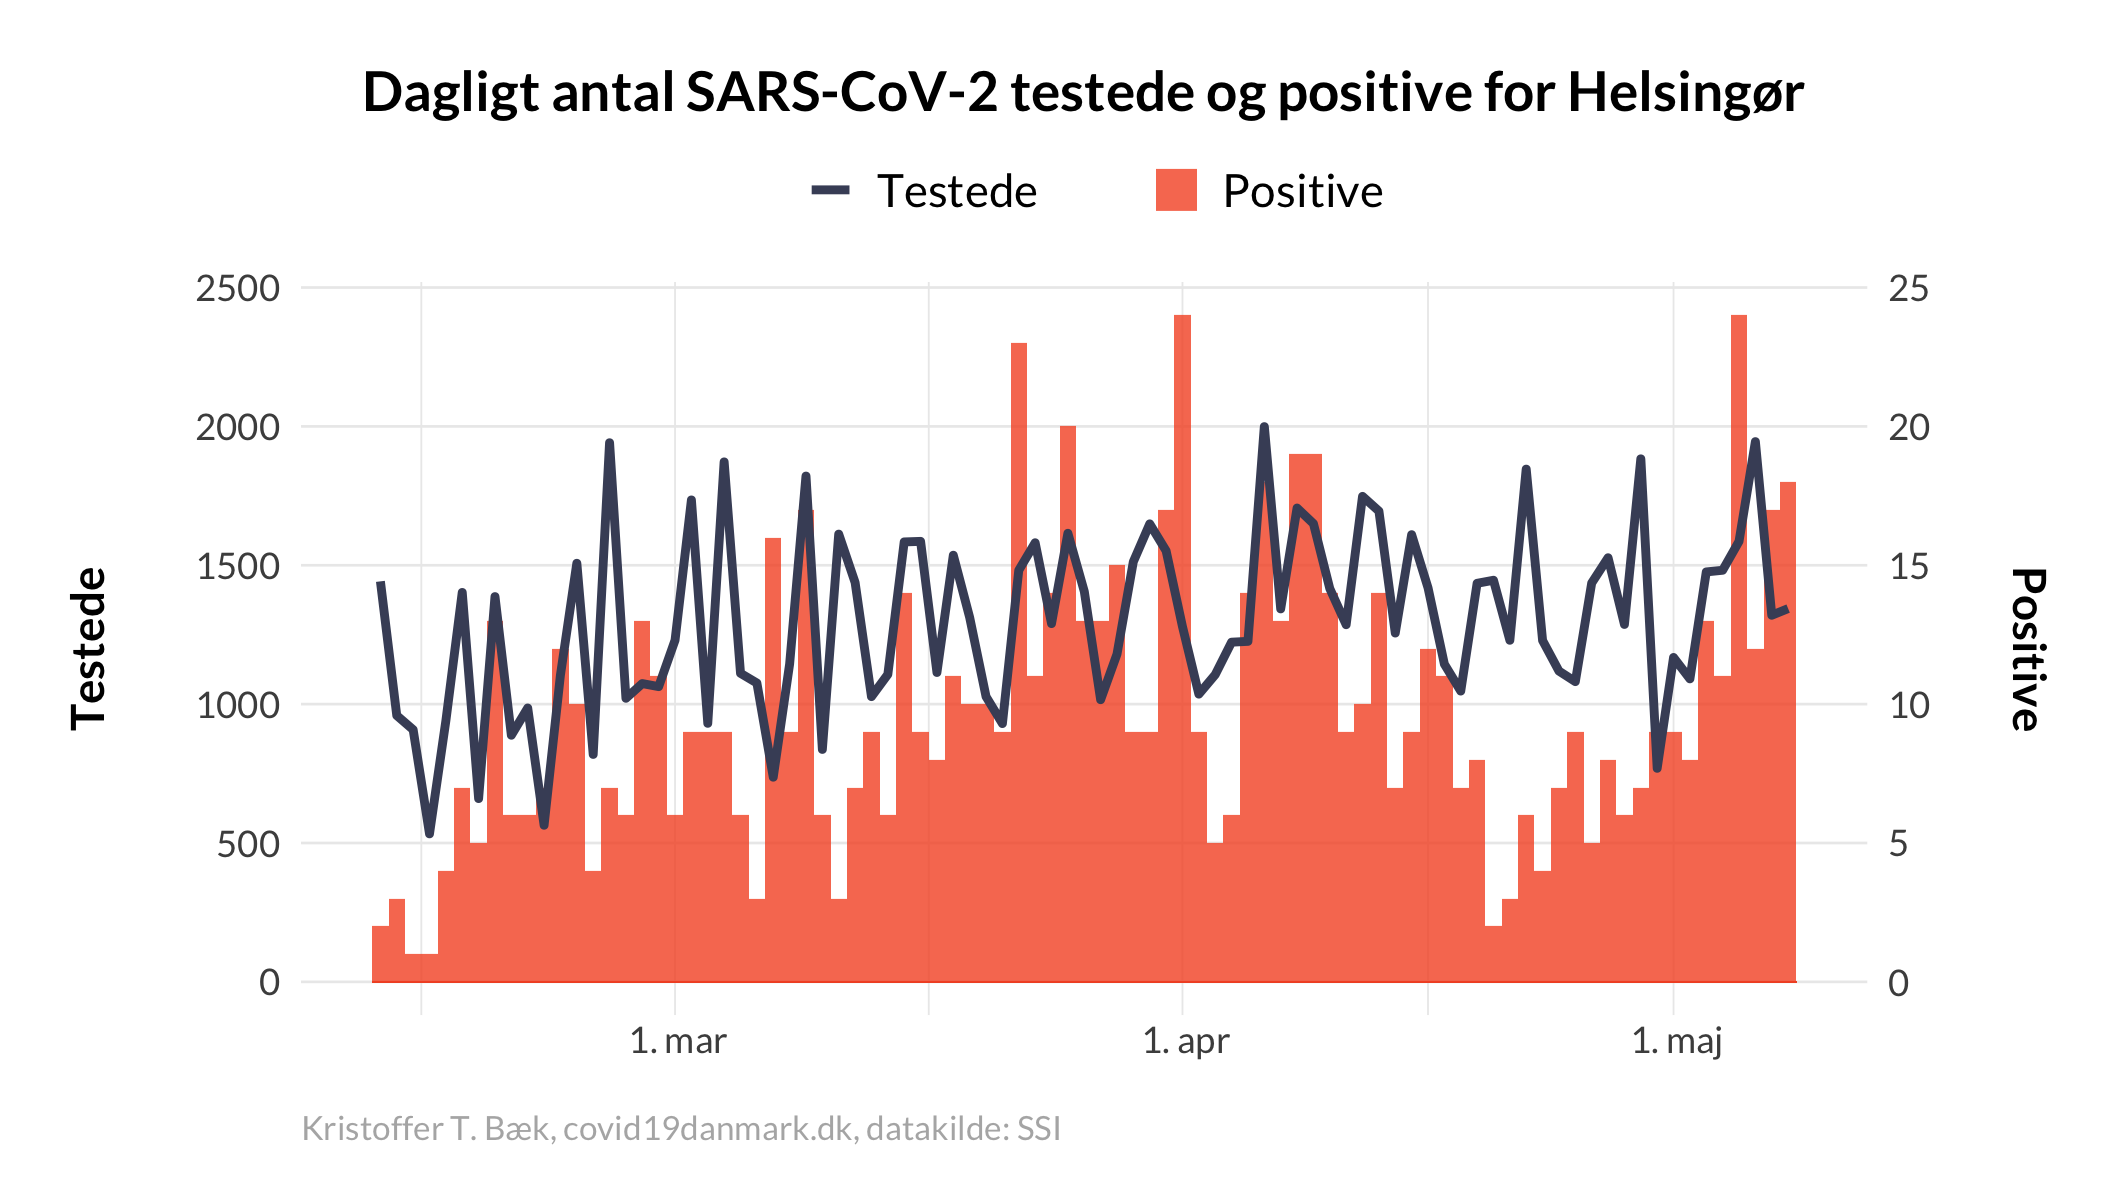 Dagligt antal SARS-CoV-2 testede og positive for Helsingør
Testede
Positive
2500
2000
1500
1000
500
0
25
20
15
10
5
0
Testede
Positive
1. mar
1. apr
1. maj
Kristoffer T. Bæk, covid19danmark.dk, datakilde: SSI